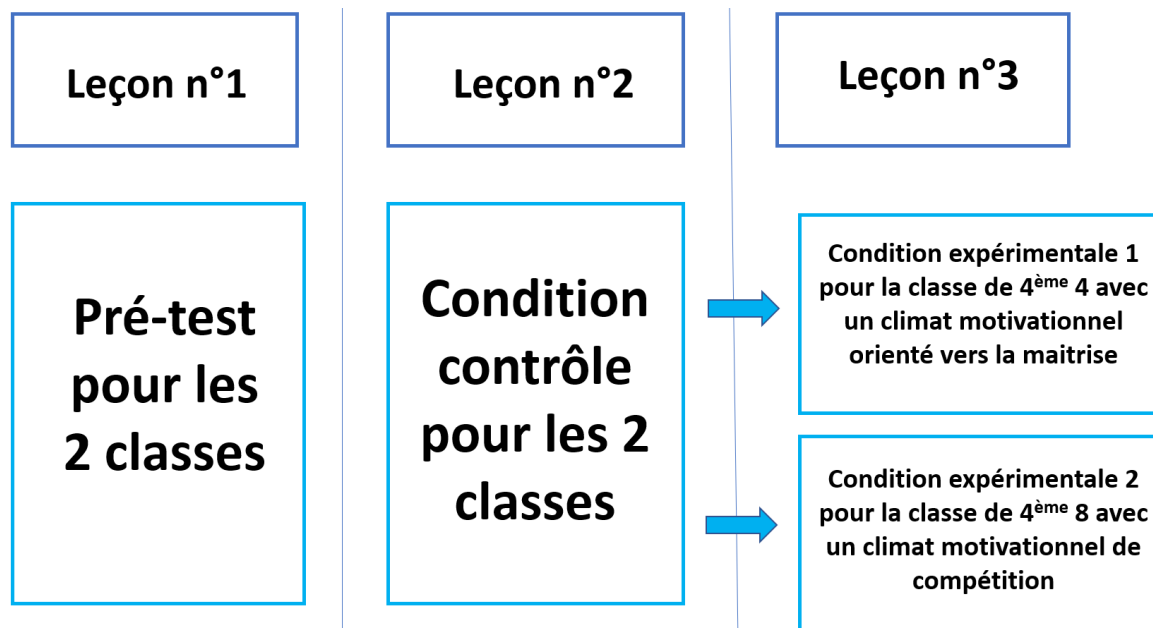 Leçon n°1
Leçon n°2
Leçon n°3
Pré-test
pour les
2 classes
Condition
contrôle
pour les 2
classes
Condition expérimentale 1
pour la classe de 4ème 4 avec
un climat motivationnel
orienté vers la maitrise
Condition expérimentale 2
pour la classe de 4ème 8 avec
un climat motivationnel de
compétition